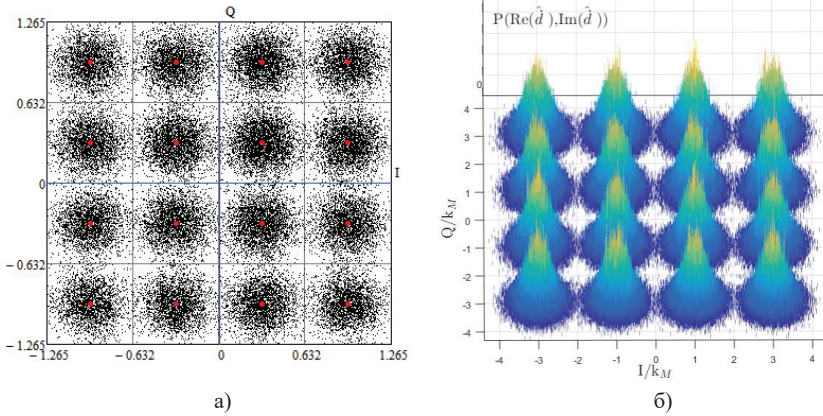 Q
1.265
0.632
0
I
−0.632
−1.265
−1.265 −0.632 0 0.632 1.265
а)
P(Re(d̂ ),Im(d̂ ))
0
4
3
2
1
0
-1
-2
-3
-4
Q/k_M
-4 -3 -2 -1 0 1 2 3 4
I/k_M
б)